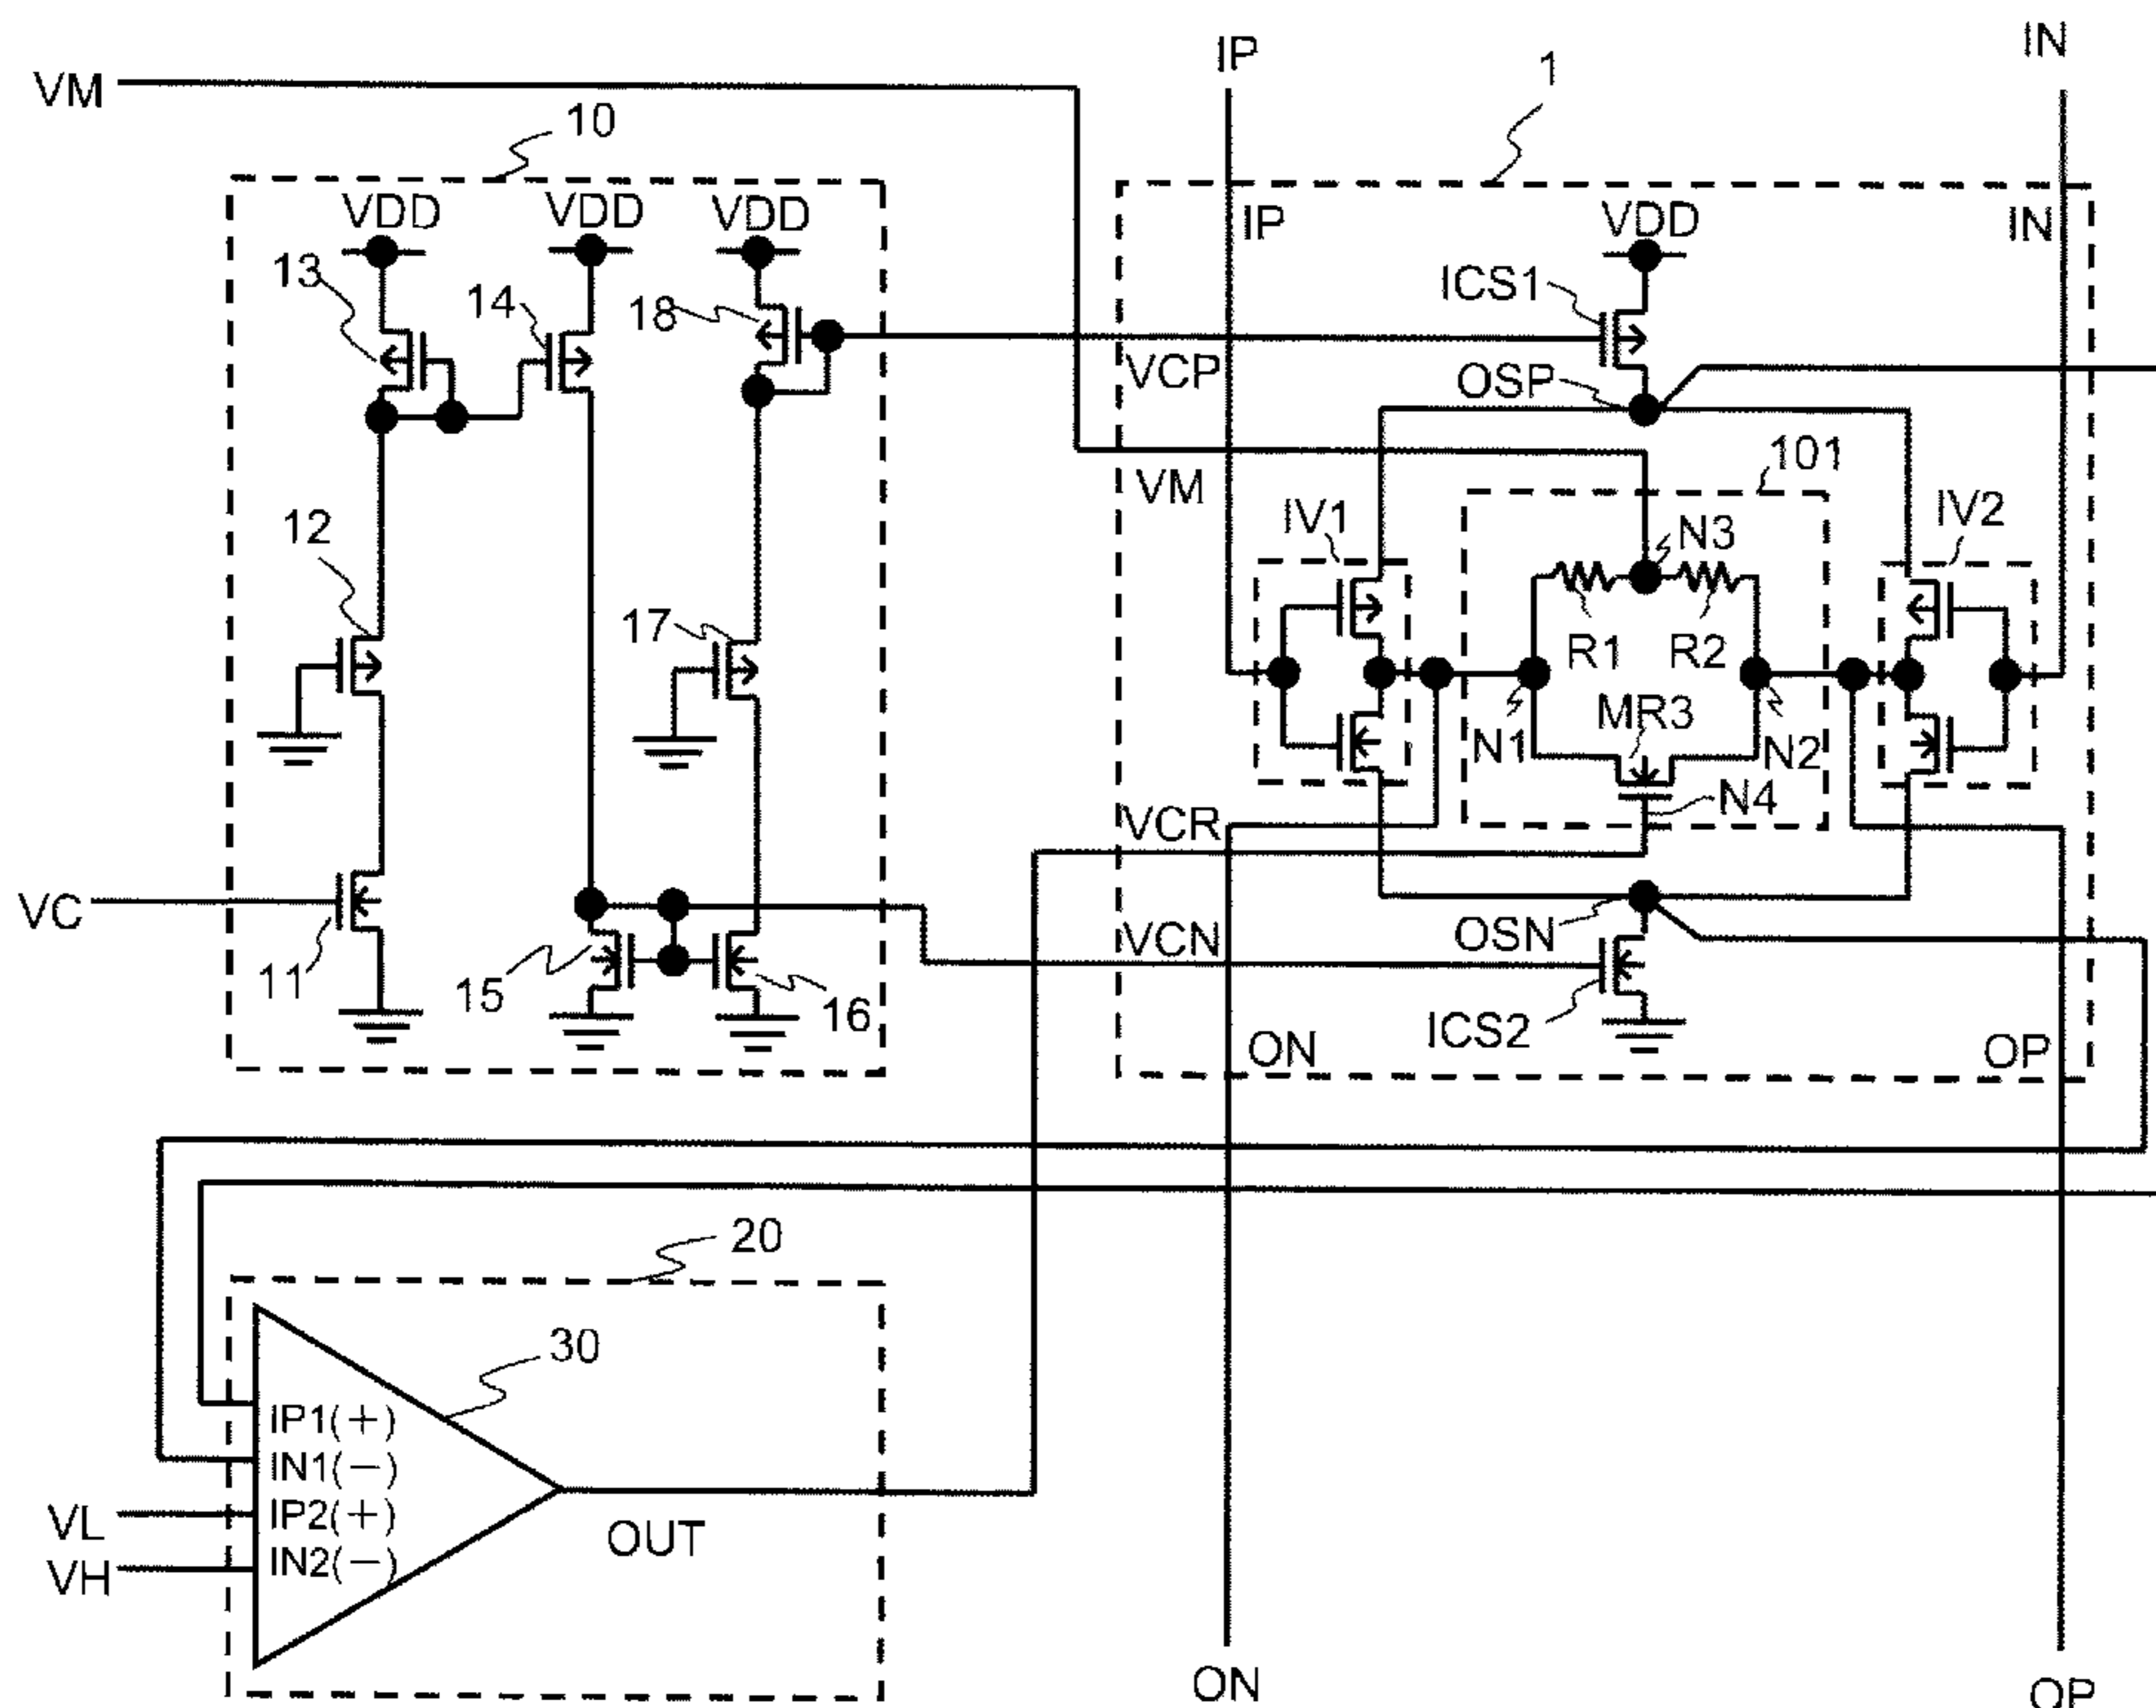 IP
IN
VM
1
10
VDD
VDD
VDD
IP
VDD
IN
13
14
18
ICS1
VCP
OSP
101
VM
IV1
N3
IV2
12
17
R1
R2
MR3
N1
N2
N4
VCR
VC
VCN
OSN
11
15
16
ICS2
ON
OP
20
30
IP1(+)
IN1(−)
IP2(+)
IN2(−)
VL
VH
OUT
ON
OP